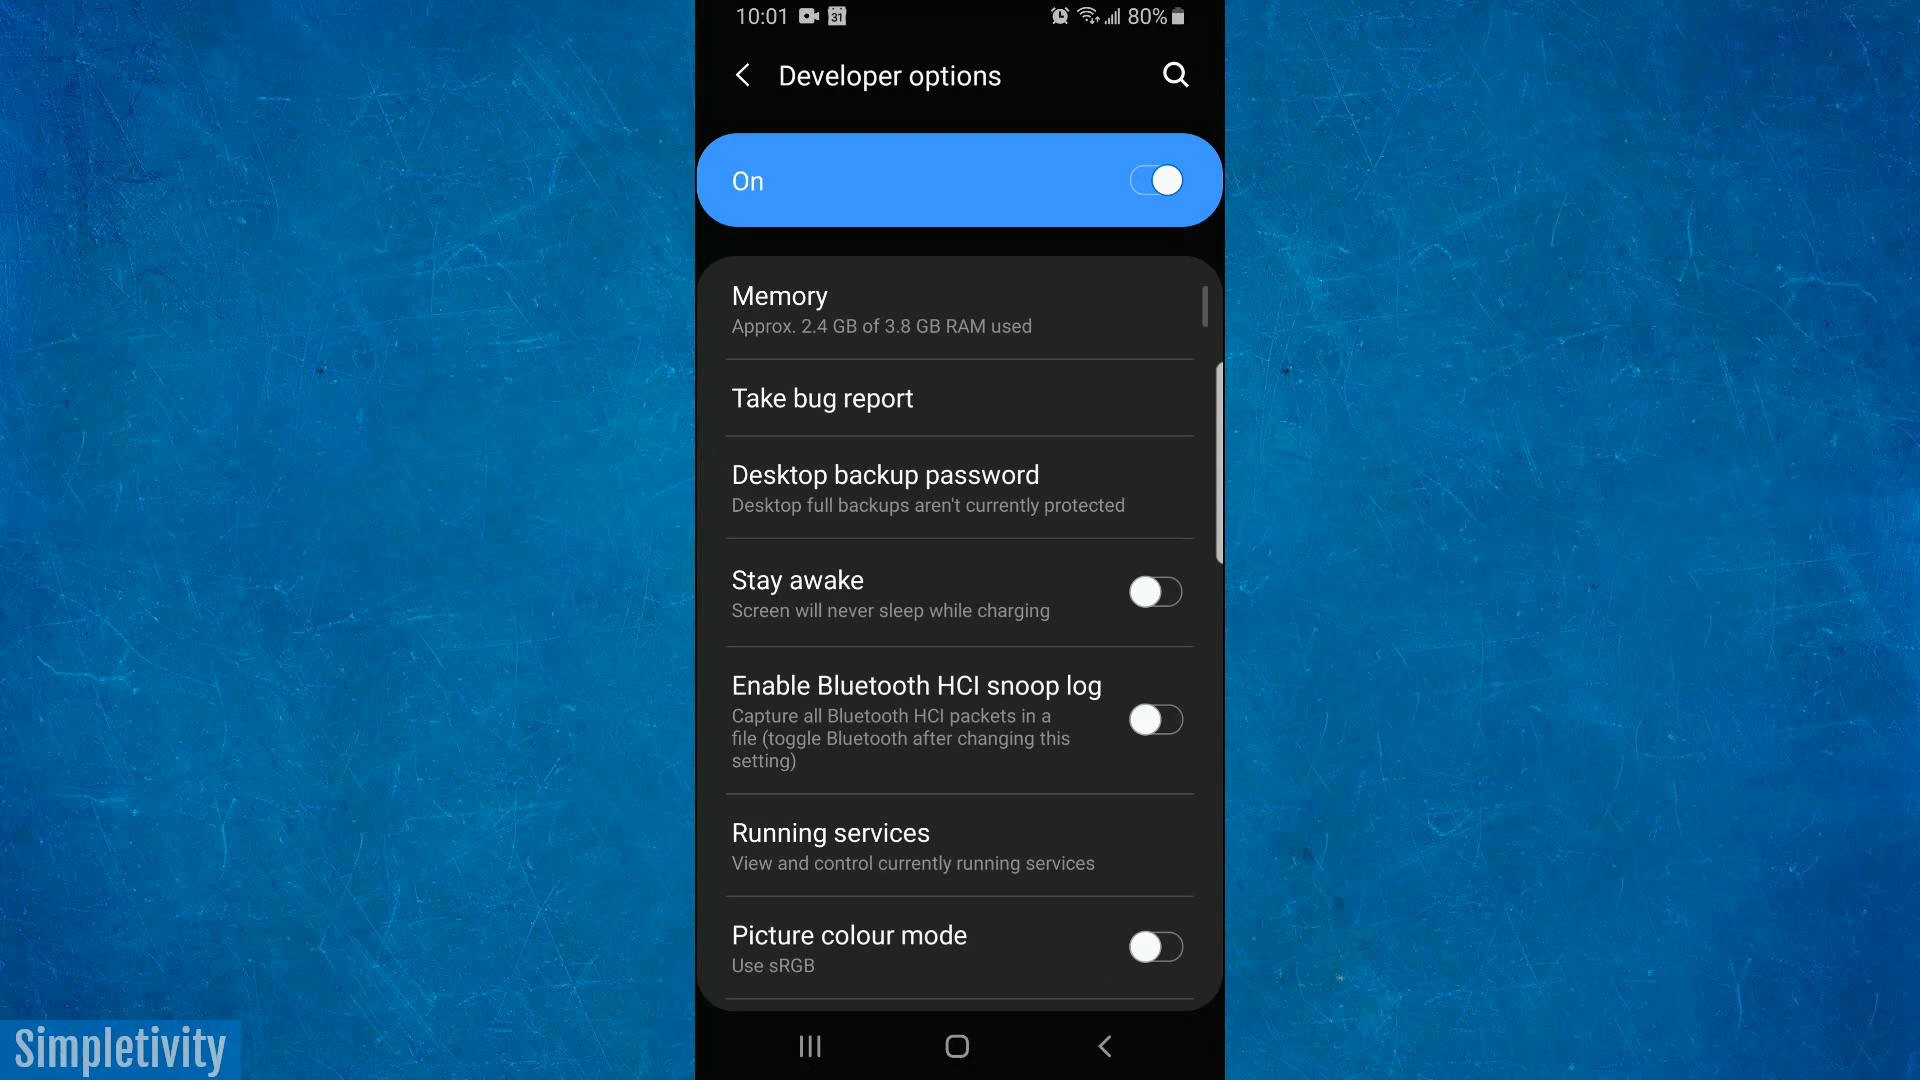 10:01 31 80%
Developer options
On
Memory
Approx. 2.4 GB of 3.8 GB RAM used
Take bug report
Desktop backup password
Desktop full backups aren't currently protected
Stay awake
Screen will never sleep while charging
Enable Bluetooth HCI snoop log
Capture all Bluetooth HCI packets in a
file (toggle Bluetooth after changing this
setting)
Running services
View and control currently running services
Picture colour mode
Use sRGB
Simpletivity